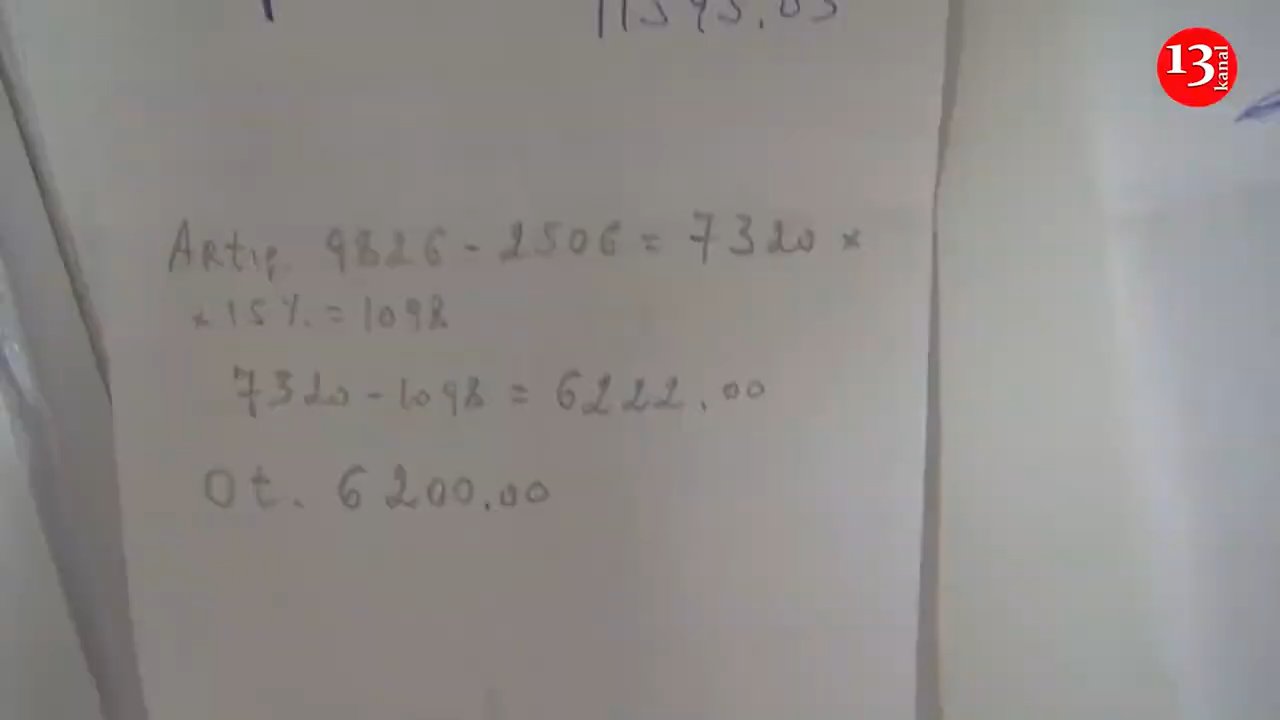 13 kanal
Artıq. 9826 - 2506 = 7320 ×
× 15 % = 1098
7320 - 1098 = 6222.00
Ot. 6200.00